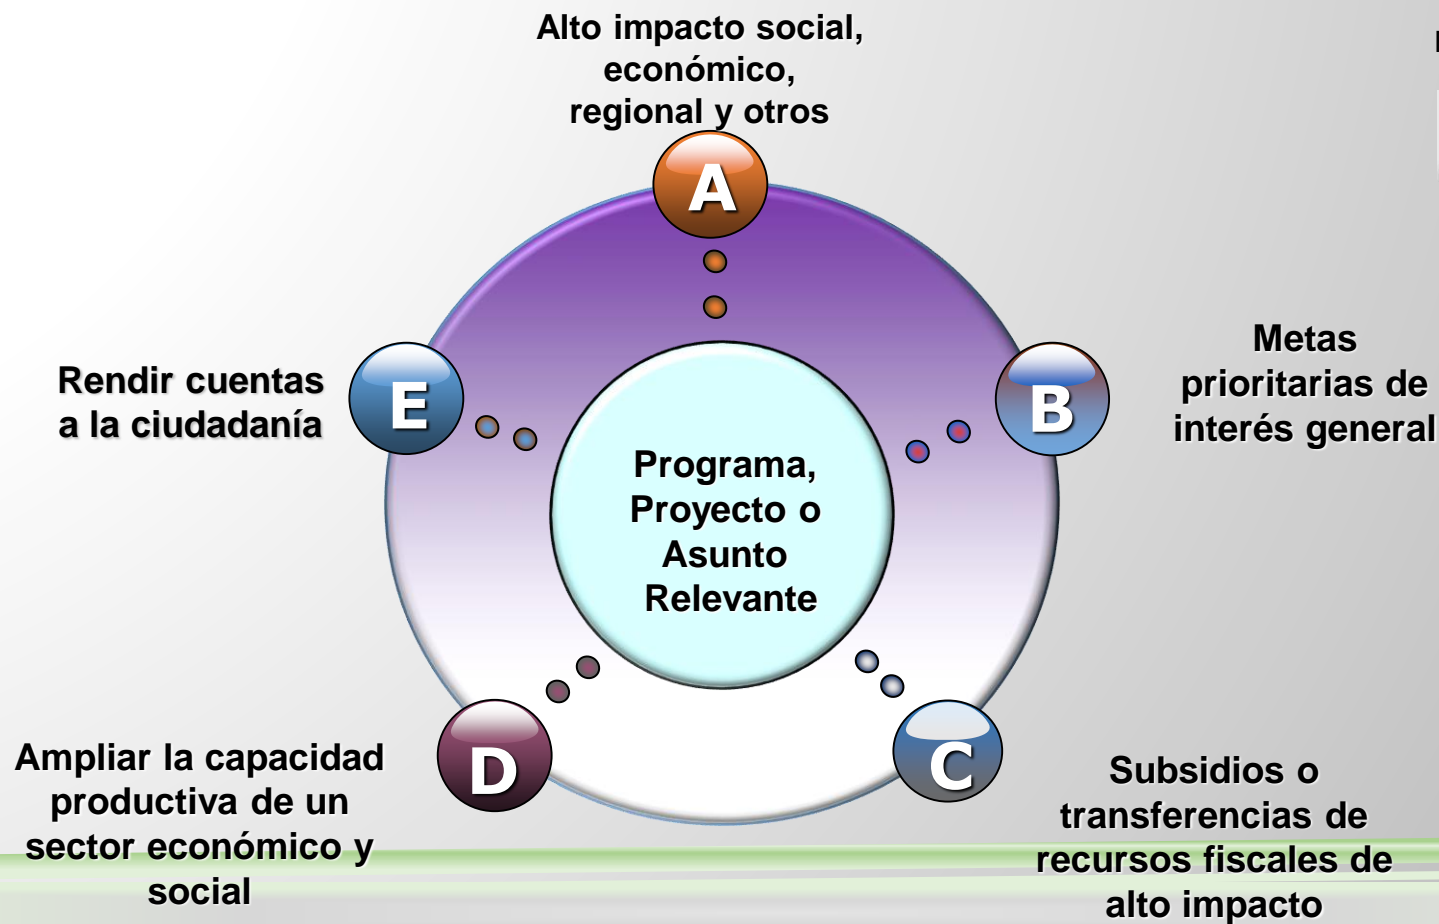 Alto impacto social,
económico,
regional y otros
A
B
Metas
prioritarias de
interés general
E
Rendir cuentas
a la ciudadanía
Programa,
Proyecto o
Asunto
Relevante
D
Ampliar la capacidad
productiva de un
sector económico y
social
C
Subsidios o
transferencias de
recursos fiscales de
alto impacto